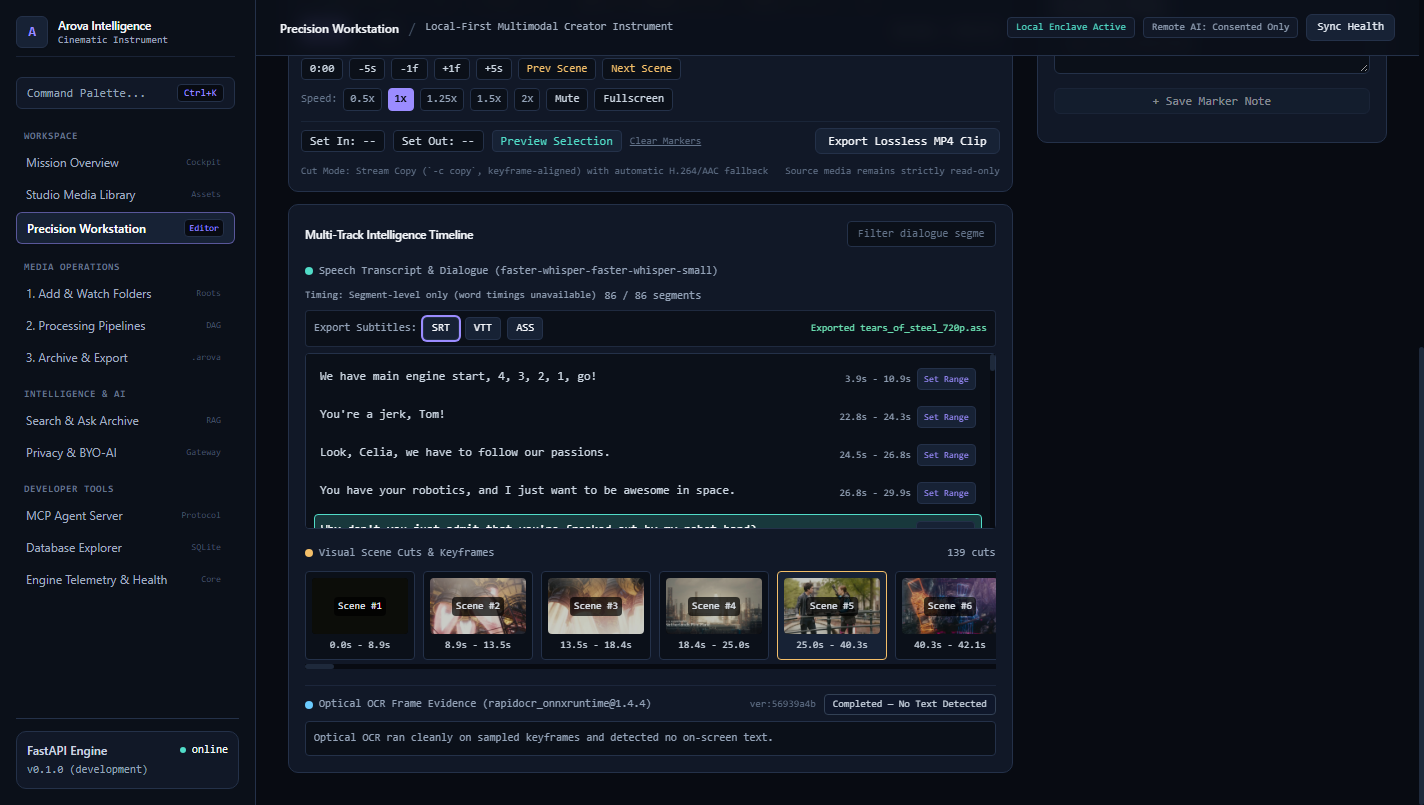 A
Arova Intelligence
Cinematic Instrument
Command Palette... Ctrl+K
WORKSPACE
Mission Overview Cockpit
Studio Media Library Assets
Precision Workstation Editor
MEDIA OPERATIONS
1. Add & Watch Folders Roots
2. Processing Pipelines DAG
3. Archive & Export .arova
INTELLIGENCE & AI
Search & Ask Archive RAG
Privacy & BYO-AI Gateway
DEVELOPER TOOLS
MCP Agent Server Protocol
Database Explorer SQLite
Engine Telemetry & Health Core
FastAPI Engine online
v0.1.0 (development)
Precision Workstation / Local-First Multimodal Creator Instrument
Local Enclave Active Remote AI: Consented Only Sync Health
0:00 -5s -1f +1f +5s Prev Scene Next Scene
Speed: 0.5x 1x 1.25x 1.5x 2x Mute Fullscreen
Set In: -- Set Out: -- Preview Selection Clear Markers Export Lossless MP4 Clip
Cut Mode: Stream Copy (`-c copy`, keyframe-aligned) with automatic H.264/AAC fallback Source media remains strictly read-only
+ Save Marker Note
Multi-Track Intelligence Timeline Filter dialogue segme
Speech Transcript & Dialogue (faster-whisper-faster-whisper-small)
Timing: Segment-level only (word timings unavailable) 86 / 86 segments
Export Subtitles: SRT VTT ASS Exported tears_of_steel_720p.ass
We have main engine start, 4, 3, 2, 1, go! 3.9s - 10.9s Set Range
You're a jerk, Tom! 22.8s - 24.3s Set Range
Look, Celia, we have to follow our passions. 24.5s - 26.8s Set Range
You have your robotics, and I just want to be awesome in space. 26.8s - 29.9s Set Range
Why don't you just admit that you're freaked out by my robot hand?
Visual Scene Cuts & Keyframes 139 cuts
Scene #1 Scene #2 Scene #3 Scene #4 Scene #5 Scene #6
0.0s - 8.9s 8.9s - 13.5s 13.5s - 18.4s 18.4s - 25.0s 25.0s - 40.3s 40.3s - 42.1s
Optical OCR Frame Evidence (rapidocr_onnxruntime@1.4.4) ver:56939a4b Completed — No Text Detected
Optical OCR ran cleanly on sampled keyframes and detected no on-screen text.